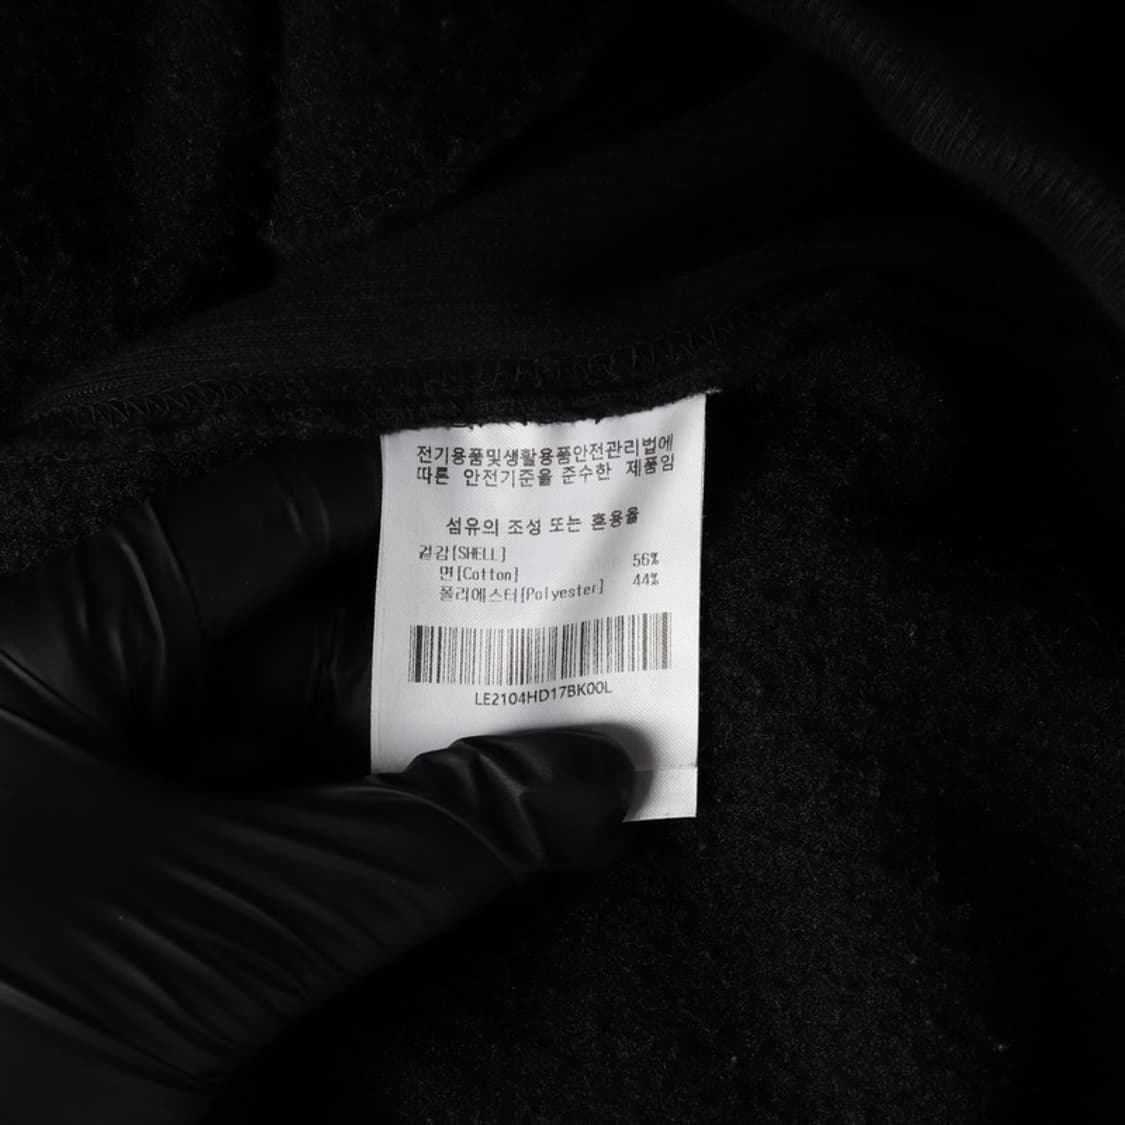 전기용품및생활용품안전관리법에
따른 안전기준을 준수한 제품임
섬유의 조성 또는 혼용율
겉감[SHELL]
면[Cotton] 56%
폴리에스터[Polyester] 44%
LE2104HD17BK00L